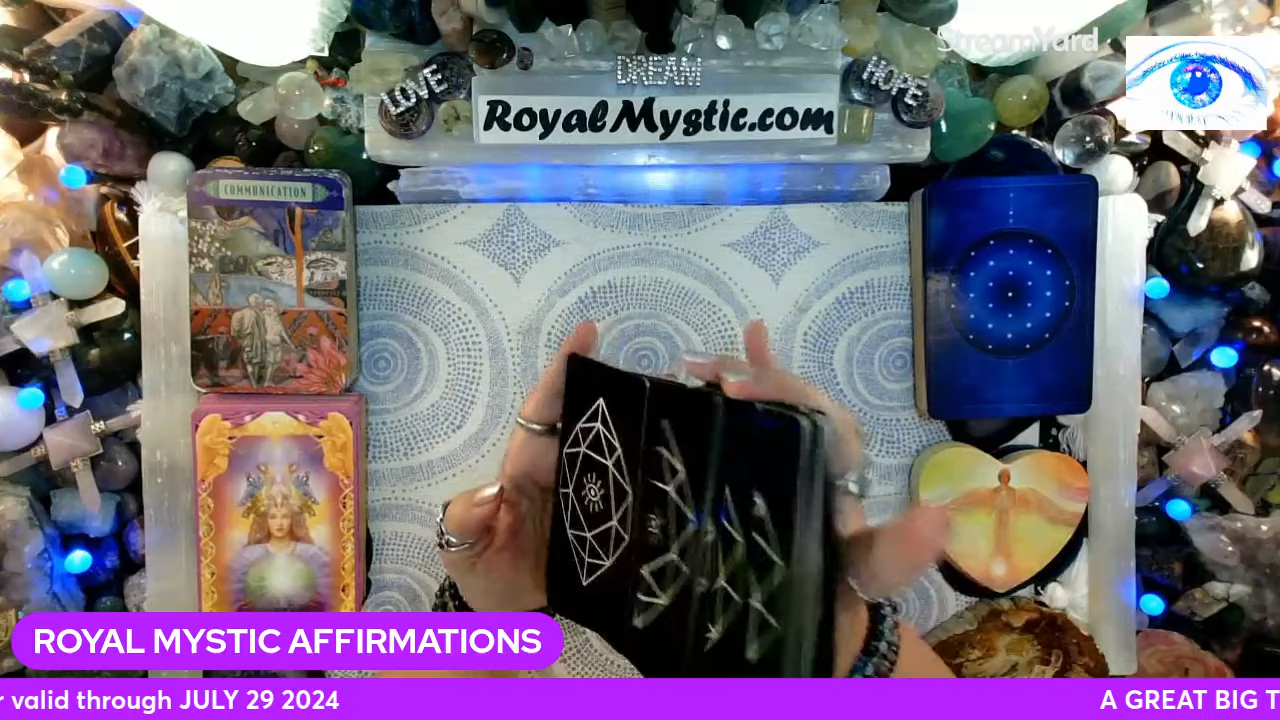 StreamYard
LOVE
DREAM
HOPE
RoyalMystic.com
COMMUNICATION
ROYAL MYSTIC AFFIRMATIONS
r valid through JULY 29 2024
A GREAT BIG T